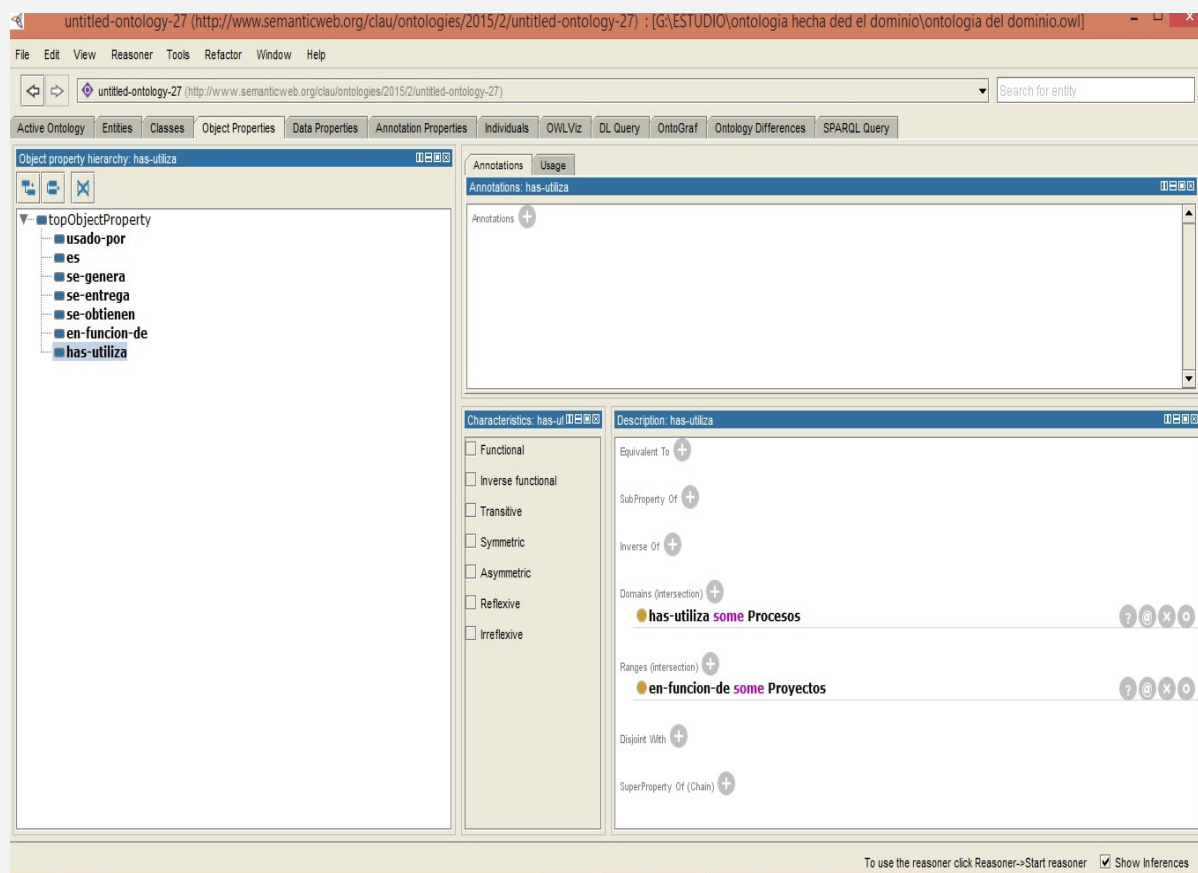 untitled-ontology-27 (http://www.semanticweb.org/clau/ontologies/2015/2/untitled-ontology-27) : [G:\ESTUDIO\ontologia hecha ded el dominio\ontologia del dominio.owl]
File Edit View Reasoner Tools Refactor Window Help
untitled-ontology-27 (http://www.semanticweb.org/clau/ontologies/2015/2/untitled-ontology-27)
Search for entity
Active Ontology Entities Classes Object Properties Data Properties Annotation Properties Individuals OWLViz DL Query OntoGraf Ontology Differences SPARQL Query
Object property hierarchy: has-utiliza
topObjectProperty
usado-por
es
se-genera
se-entrega
se-obtienen
en-funcion-de
has-utiliza
Annotations Usage
Annotations: has-utiliza
Annotations
Characteristics: has-ut
Functional
Inverse functional
Transitive
Symmetric
Asymmetric
Reflexive
Irreflexive
Description: has-utiliza
Equivalent To
SubProperty Of
Inverse Of
Domains (intersection)
has-utiliza some Procesos
Ranges (intersection)
en-funcion-de some Proyectos
Disjoint With
SuperProperty Of (Chain)
To use the reasoner click Reasoner->Start reasoner Show Inferences